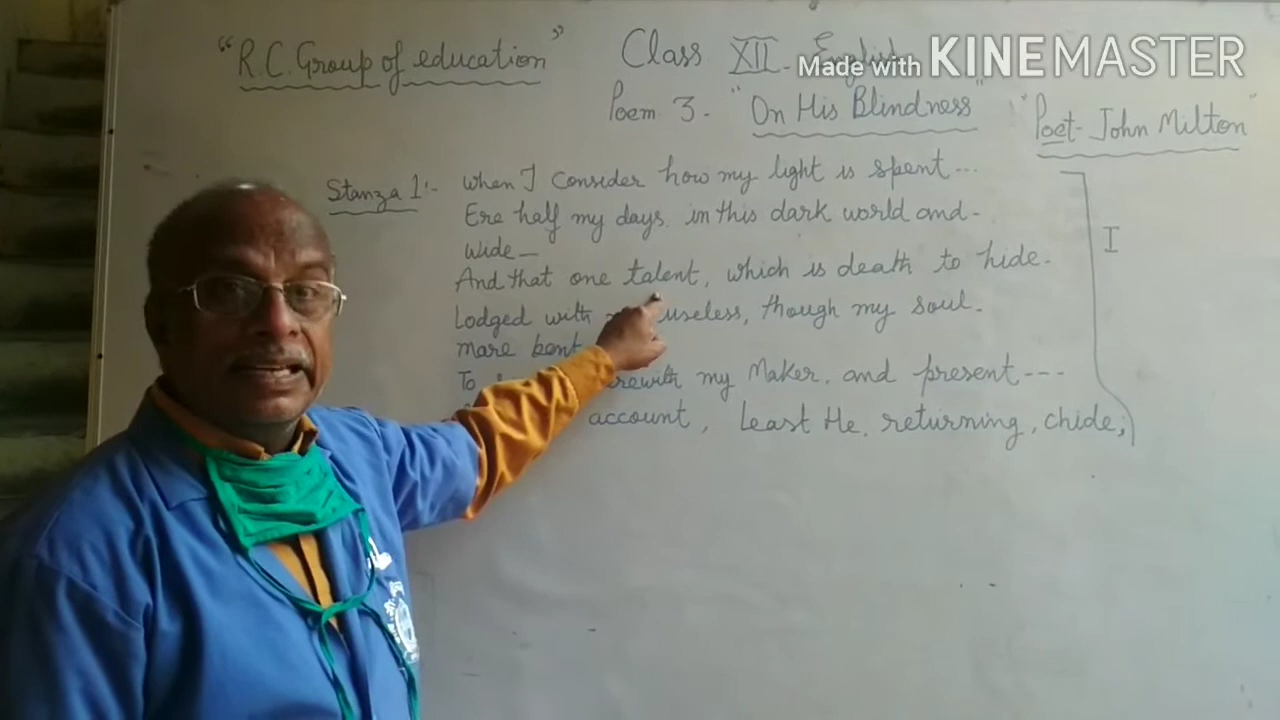 "R.C. Group of education"
Class XII - English
Made with KINEMASTER
Poem 3. "On His Blindness"
"Poet - John Milton"
Stanza 1:- When I consider how my light is spent...
Ere half my days in this dark world and -
Wide —
And that one talent, which is death to hide.
I
Lodged with useless, though my soul.
mare bent
To my Maker, and present ---
account, Least He, returning, chide;